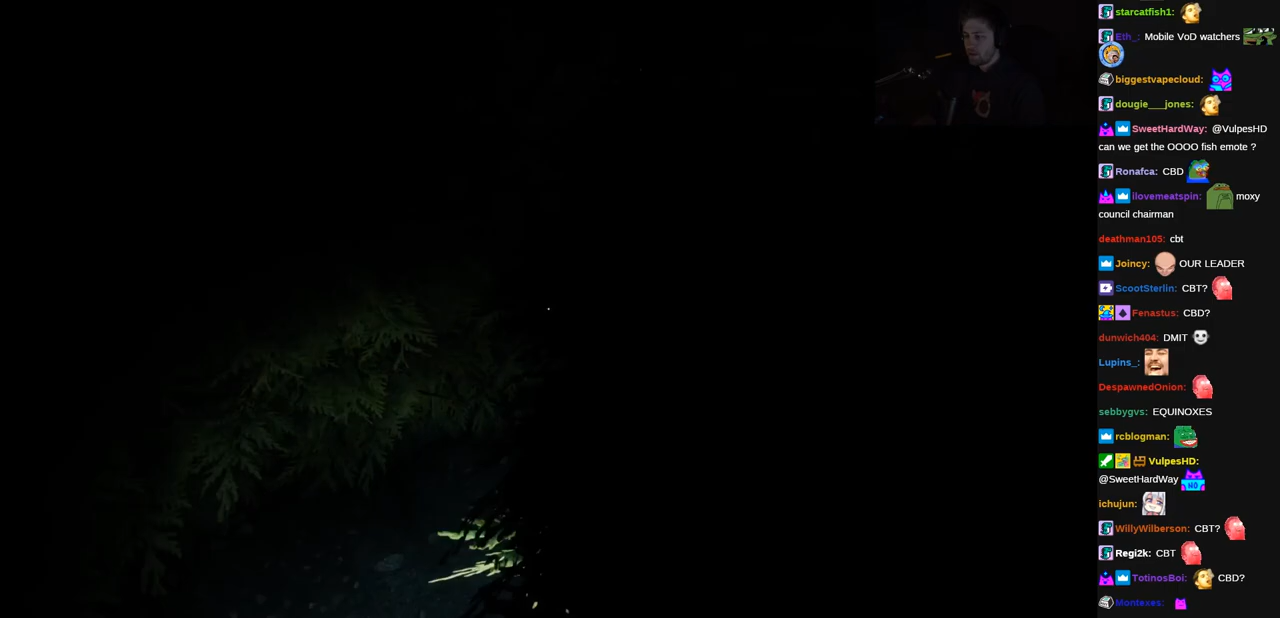 starcatfish1:
Eth_: Mobile VoD watchers
biggestvapecloud:
dougie___jones:
SweetHardWay: @VulpesHD
can we get the OOOO fish emote ?
Ronafca: CBD
ilovemeatspin: moxy
council chairman
deathman105: cbt
Joincy: OUR LEADER
ScootSterlin: CBT?
Fenastus: CBD?
dunwich404: DMIT
Lupins_:
DespawnedOnion:
sebbygvs: EQUINOXES
rcblogman:
VulpesHD:
@SweetHardWay NO
ichujun:
WillyWilberson: CBT?
Regi2k: CBT
TotinosBoi: CBD?
Montexes: